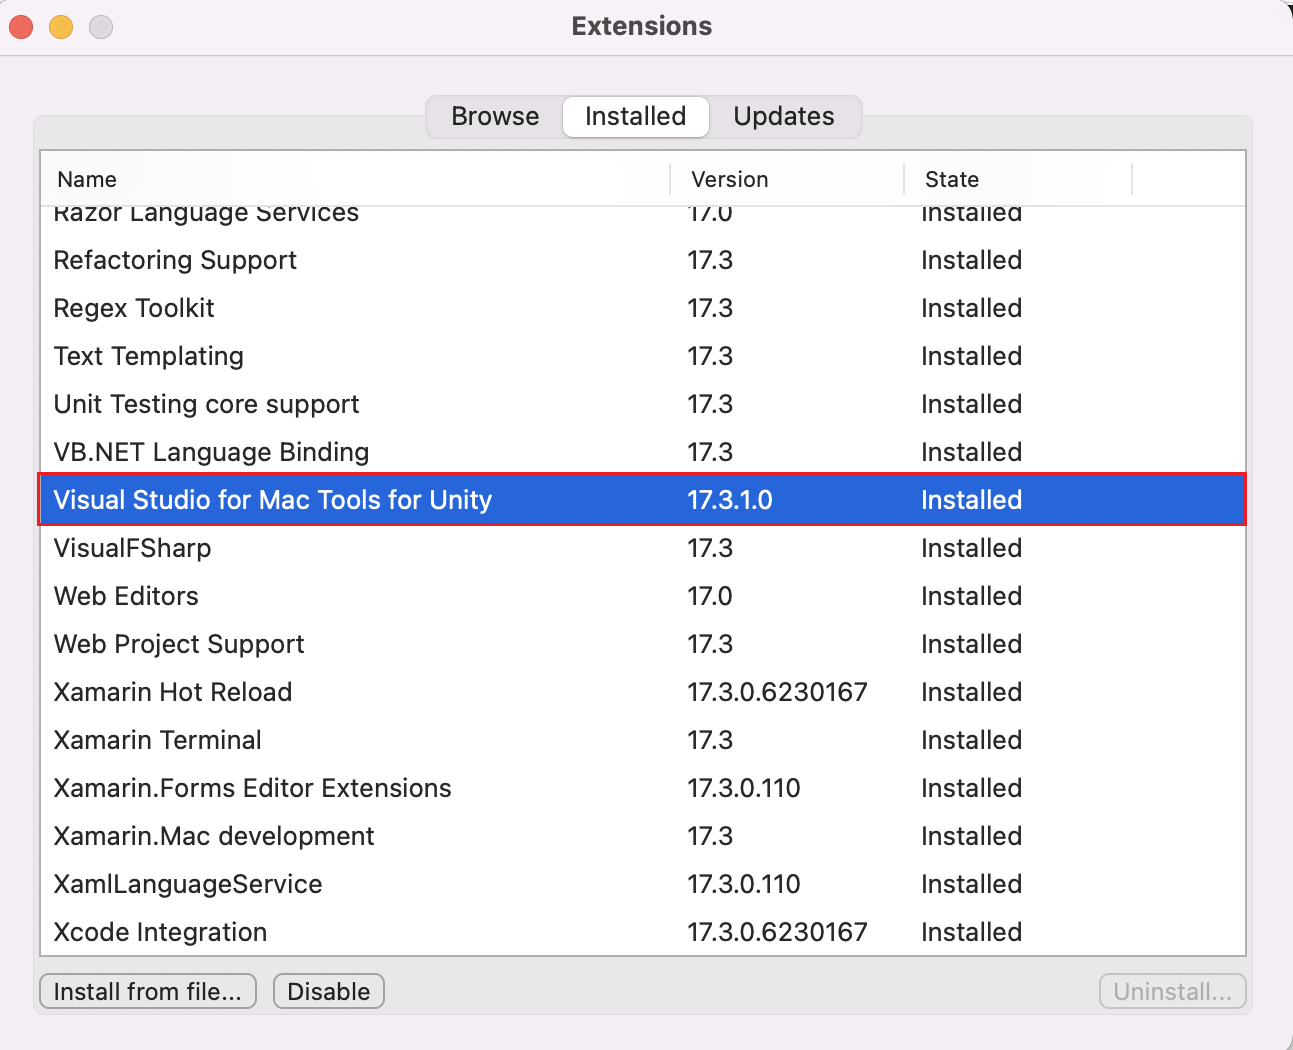 Extensions
Browse Installed Updates
Name Version State
Razor Language Services 17.0 Installed
Refactoring Support 17.3 Installed
Regex Toolkit 17.3 Installed
Text Templating 17.3 Installed
Unit Testing core support 17.3 Installed
VB.NET Language Binding 17.3 Installed
Visual Studio for Mac Tools for Unity 17.3.1.0 Installed
VisualFSharp 17.3 Installed
Web Editors 17.0 Installed
Web Project Support 17.3 Installed
Xamarin Hot Reload 17.3.0.6230167 Installed
Xamarin Terminal 17.3 Installed
Xamarin.Forms Editor Extensions 17.3.0.110 Installed
Xamarin.Mac development 17.3 Installed
XamlLanguageService 17.3.0.110 Installed
Xcode Integration 17.3.0.6230167 Installed
Install from file... Disable Uninstall...